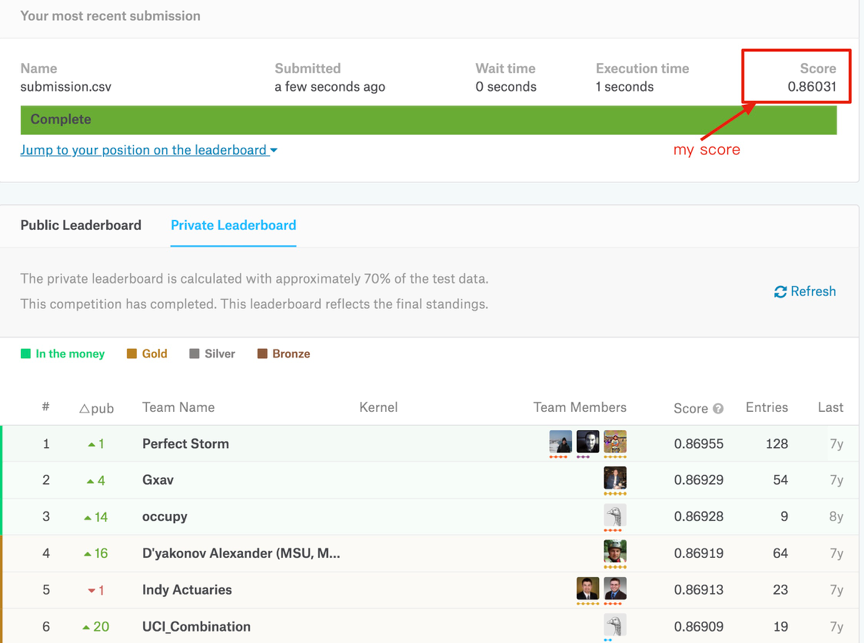 Your most recent submission
Name Submitted Wait time Execution time Score
submission.csv a few seconds ago 0 seconds 1 seconds 0.86031
Complete
Jump to your position on the leaderboard
my score
Public Leaderboard Private Leaderboard
The private leaderboard is calculated with approximately 70% of the test data.
This competition has completed. This leaderboard reflects the final standings.
Refresh
In the money Gold Silver Bronze
# △pub Team Name Kernel Team Members Score ? Entries Last
1 ▲1 Perfect Storm 0.86955 128 7y
2 ▲4 Gxav 0.86929 54 7y
3 ▲14 occupy 0.86928 9 8y
4 ▲16 D'yakonov Alexander (MSU, M... 0.86919 64 7y
5 ▼1 Indy Actuaries 0.86913 23 7y
6 ▲20 UCI_Combination 0.86909 19 7y